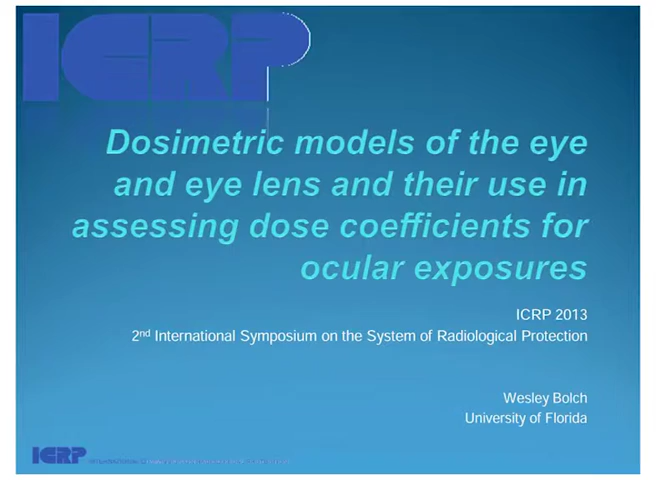 ICRP
Dosimetric models of the eye
and eye lens and their use in
assessing dose coefficients for
ocular exposures
ICRP 2013
2nd International Symposium on the System of Radiological Protection
Wesley Bolch
University of Florida
ICRP